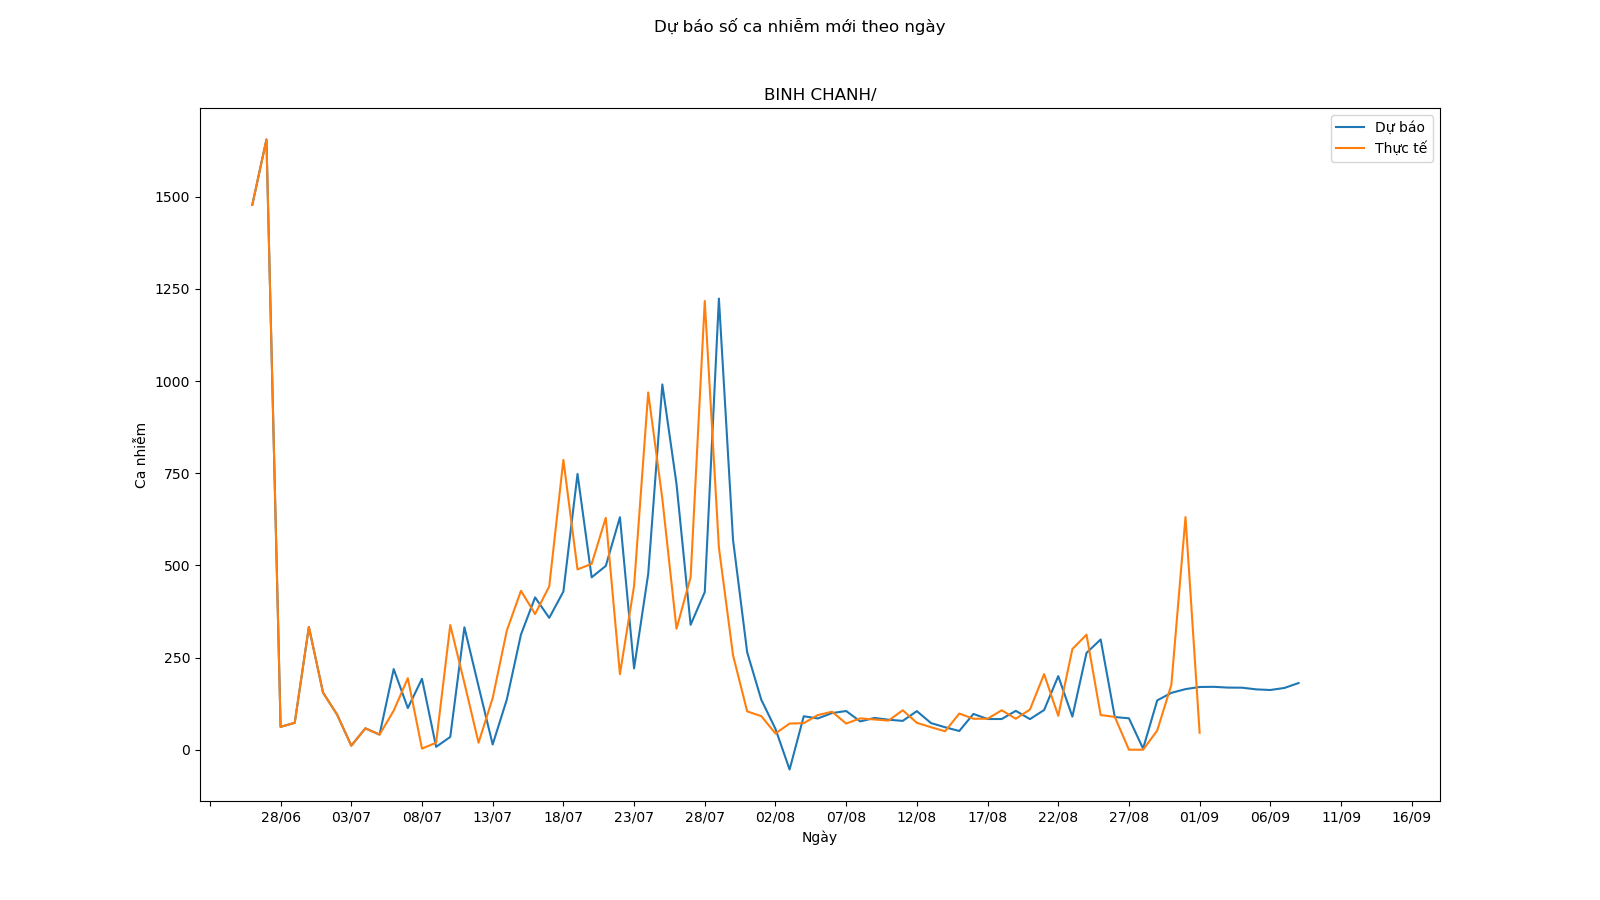 Dự báo số ca nhiễm mới theo ngày
BINH CHANH/
Dự báo
Thực tế
1500
1250
1000
750
500
250
0
Ca nhiễm
28/06 03/07 08/07 13/07 18/07 23/07 28/07 02/08 07/08 12/08 17/08 22/08 27/08 01/09 06/09 11/09 16/09
Ngày